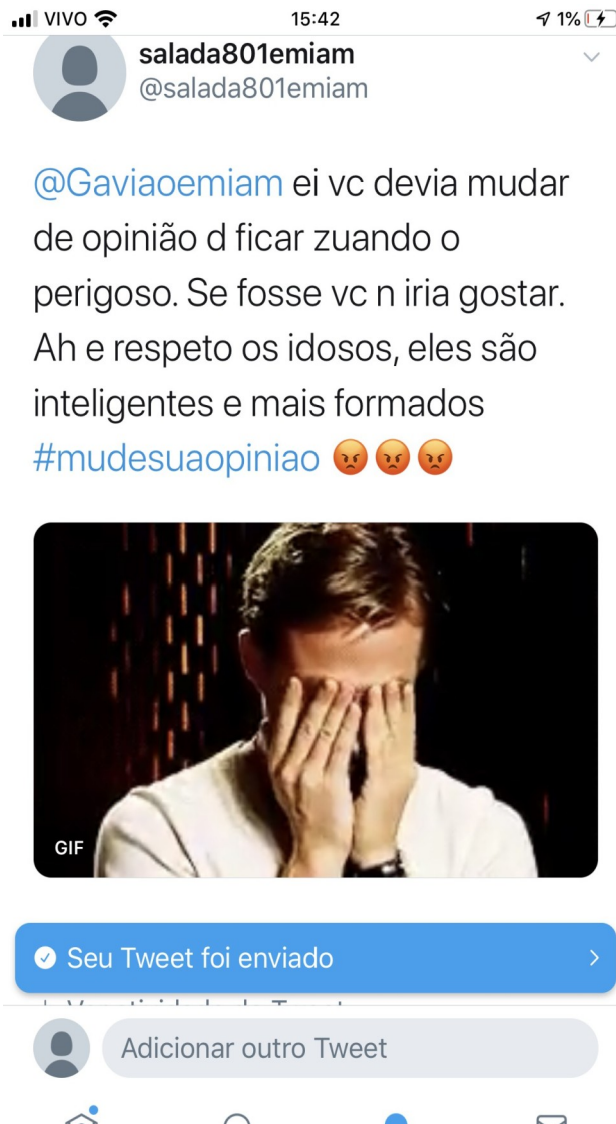 VIVO 15:42 1%
salada801emiam
@salada801emiam
@Gaviaoemiam ei vc devia mudar
de opinião d ficar zuando o
perigoso. Se fosse vc n iria gostar.
Ah e respeto os idosos, eles são
inteligentes e mais formados
#mudesuaopiniao 😡😡😡
GIF
Seu Tweet foi enviado
Adicionar outro Tweet